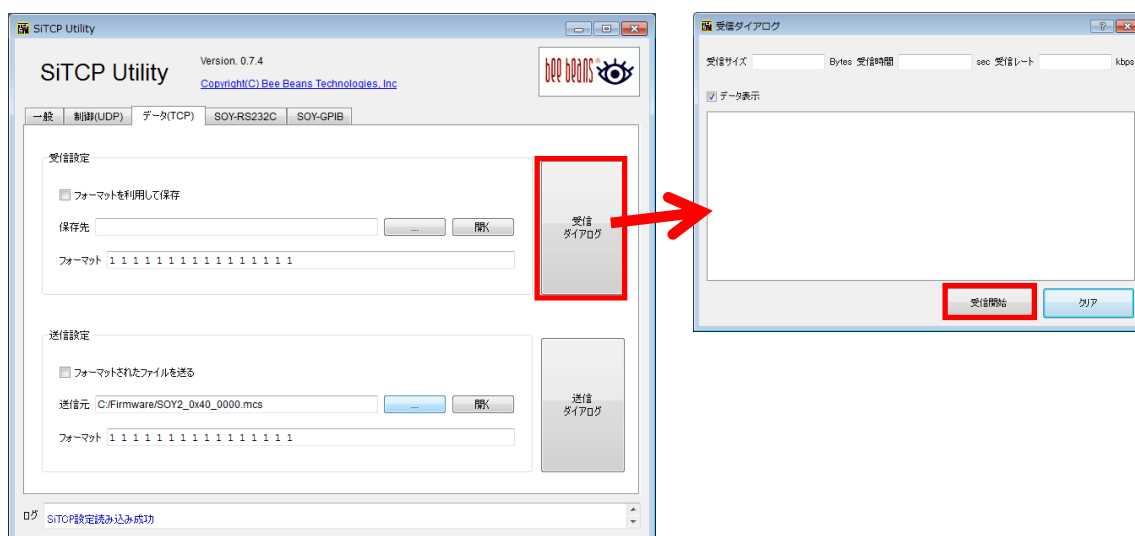 SiTCP Utility
SiTCP Utility
Version. 0.7.4
Copyright(C) Bee Beans Technologies, Inc
bee beans
一般 制御(UDP) データ(TCP) SOY-RS232C SOY-GPIB
受信設定
フォーマットを利用して保存
保存先 ... 開く
フォーマット 1 1 1 1 1 1 1 1 1 1 1 1 1 1 1 1
受信
ダイアログ
送信設定
フォーマットされたファイルを送る
送信元 C:/Firmware/SOY2_0x40_0000.mcs ... 開く
フォーマット 1 1 1 1 1 1 1 1 1 1 1 1 1 1 1 1
送信
ダイアログ
ログ SiTCP設定読み込み成功
受信ダイアログ
受信サイズ Bytes 受信時間 sec 受信レート kbps
データ表示
受信開始 クリア